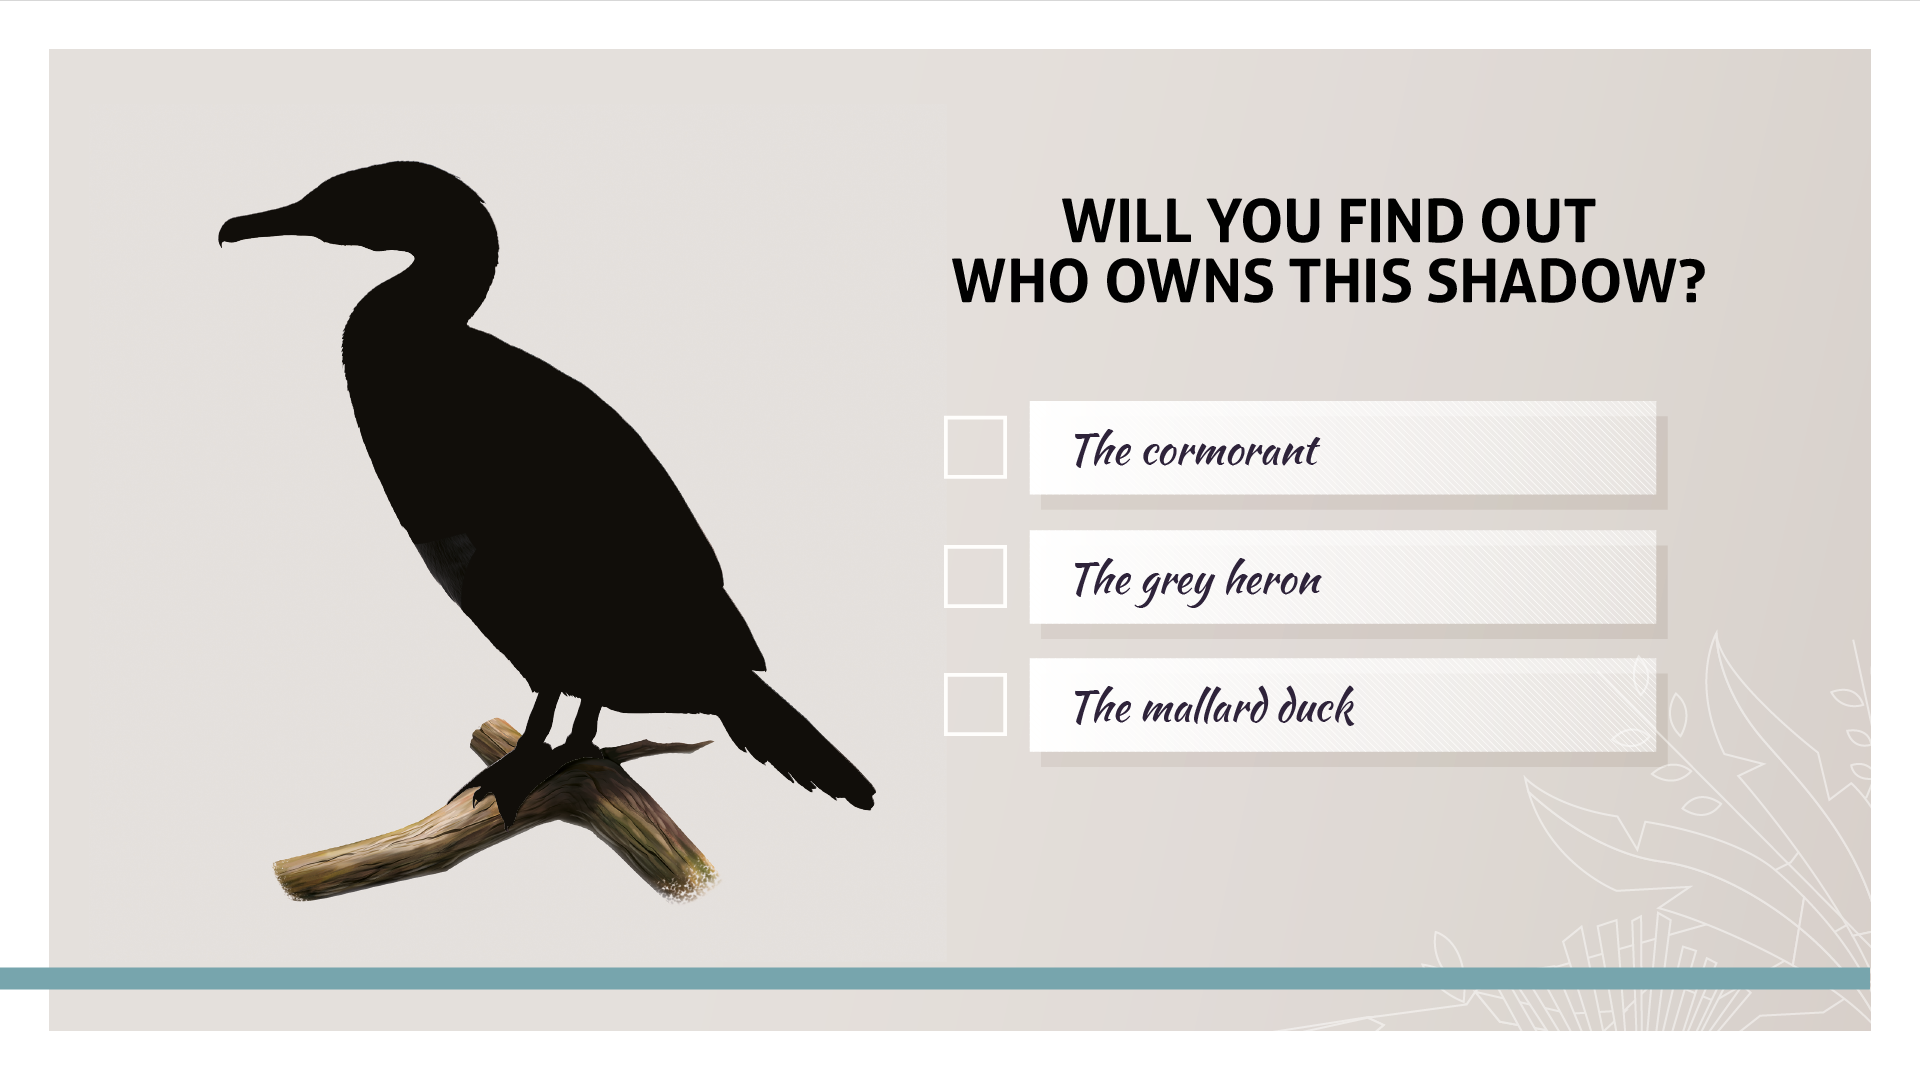 WILL YOU FIND OUT
WHO OWNS THIS SHADOW?
The cormorant
The grey heron
The mallard duck